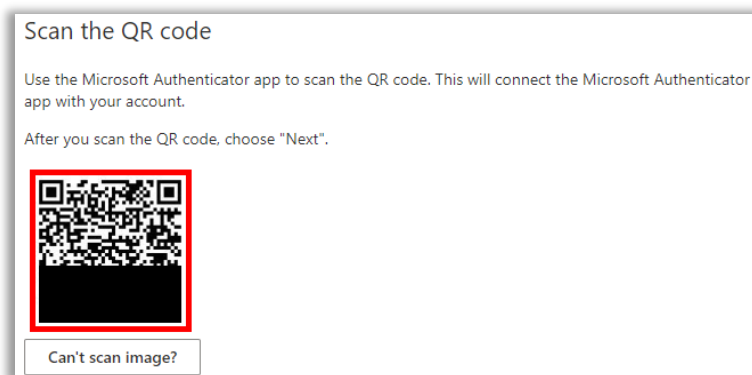 Scan the QR code
Use the Microsoft Authenticator app to scan the QR code. This will connect the Microsoft Authenticator
app with your account.
After you scan the QR code, choose "Next".
Can't scan image?